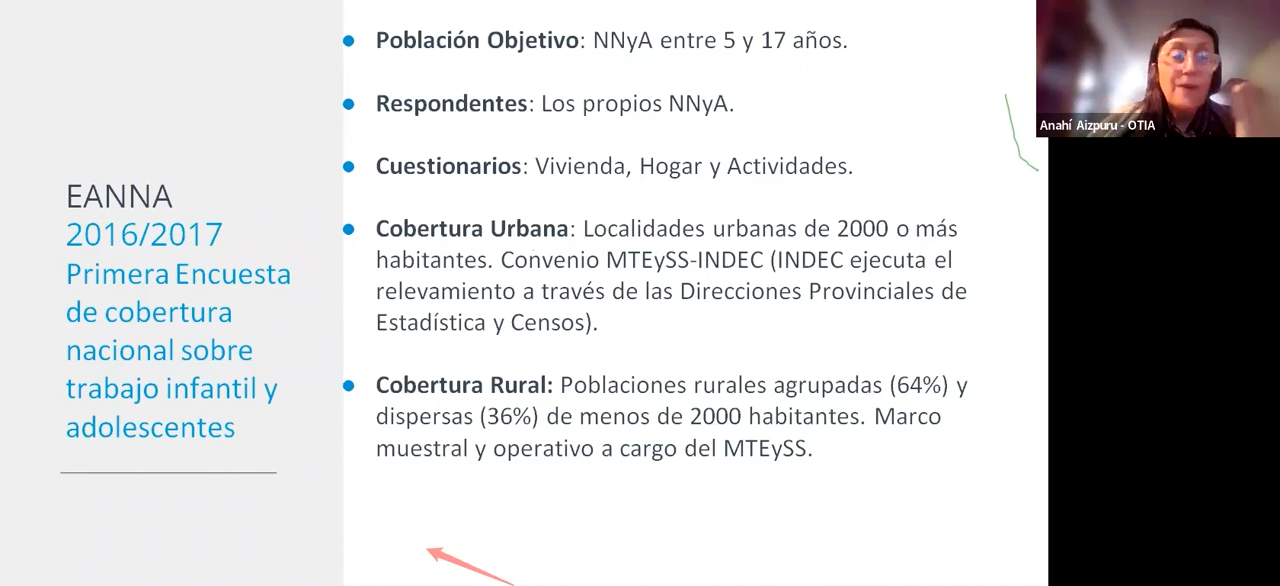 EANNA
2016/2017
Primera Encuesta
de cobertura
nacional sobre
trabajo infantil y
adolescentes
Población Objetivo: NNyA entre 5 y 17 años.
Respondentes: Los propios NNyA.
Cuestionarios: Vivienda, Hogar y Actividades.
Cobertura Urbana: Localidades urbanas de 2000 o más
habitantes. Convenio MTEySS-INDEC (INDEC ejecuta el
relevamiento a través de las Direcciones Provinciales de
Estadística y Censos).
Cobertura Rural: Poblaciones rurales agrupadas (64%) y
dispersas (36%) de menos de 2000 habitantes. Marco
muestral y operativo a cargo del MTEySS.
Anahí Aizpuru - OTIA